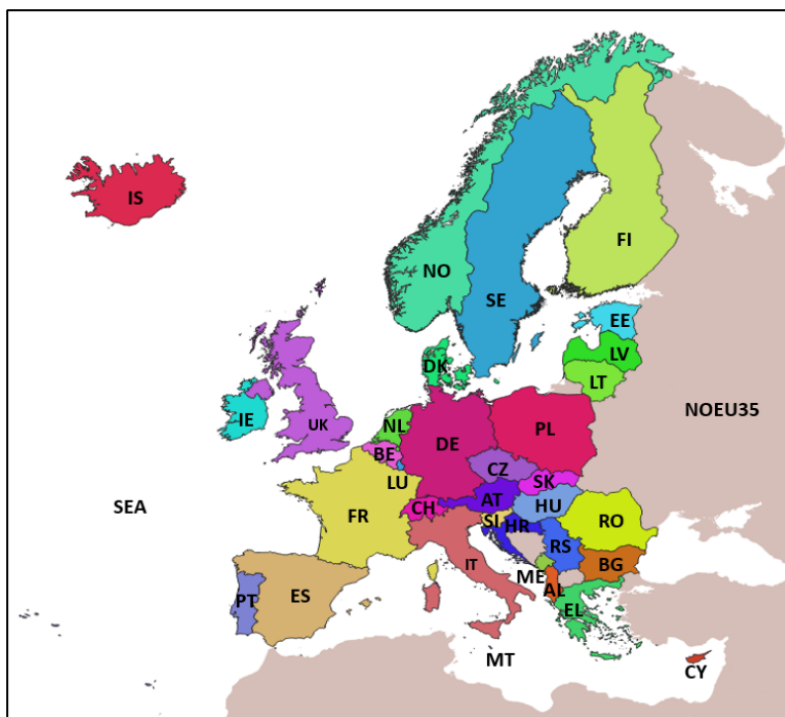 IS
NO
FI
SE
EE
LV
DK
LT
IE
UK
NL
NOEU35
DE
PL
BE
CZ
LU
SK
SEA
AT
HU
CH
FR
SI
HR
RO
RS
IT
BG
ME
AL
PT
ES
EL
MT
CY